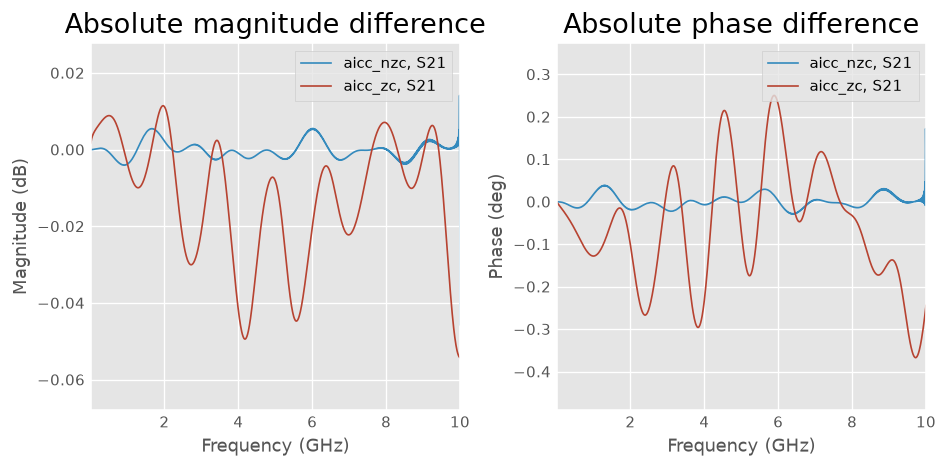 Absolute magnitude difference
aicc_nzc, S21
aicc_zc, S21
0.02
0.00
−0.02
−0.04
−0.06
Magnitude (dB)
2 4 6 8 10
Frequency (GHz)
Absolute phase difference
aicc_nzc, S21
aicc_zc, S21
0.3
0.2
0.1
0.0
−0.1
−0.2
−0.3
−0.4
Phase (deg)
2 4 6 8 10
Frequency (GHz)